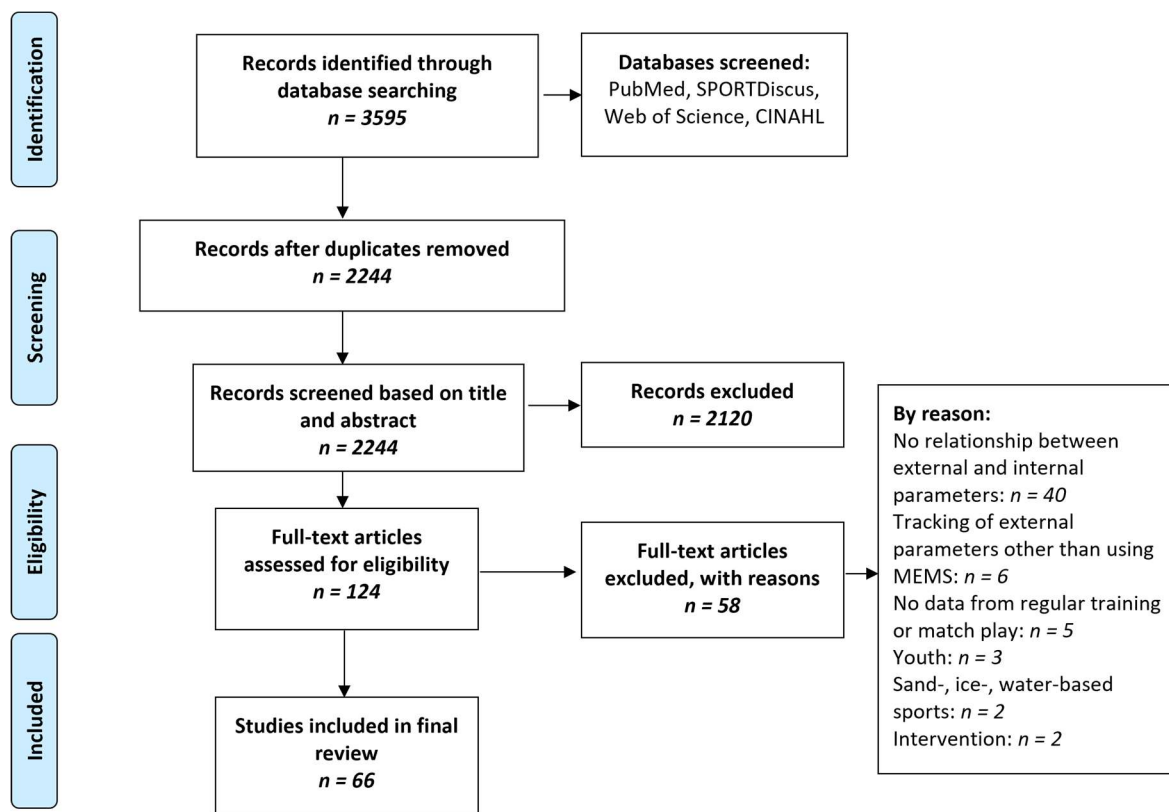 Identification
Records identified through
database searching
n = 3595
Databases screened:
PubMed, SPORTDiscus,
Web of Science, CINAHL
Screening
Records after duplicates removed
n = 2244
Records screened based on title
and abstract
n = 2244
Records excluded
n = 2120
Eligibility
Full-text articles
assessed for eligibility
n = 124
Full-text articles
excluded, with reasons
n = 58
By reason:
No relationship between
external and internal
parameters: n = 40
Tracking of external
parameters other than using
MEMS: n = 6
No data from regular training
or match play: n = 5
Youth: n = 3
Sand-, ice-, water-based
sports: n = 2
Intervention: n = 2
Included
Studies included in final
review
n = 66